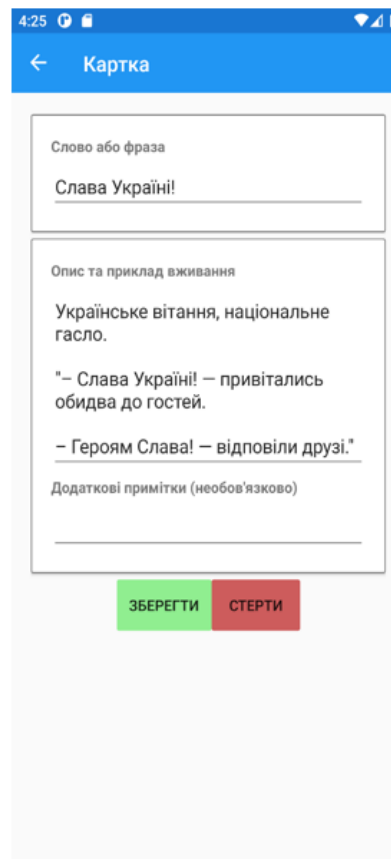 4:25
Картка
Слово або фраза
Слава Україні!
Опис та приклад вживання
Українське вітання, національне
гасло.
"– Слава Україні! — привітались
обидва до гостей.
– Героям Слава! — відповіли друзі."
Додаткові примітки (необов'язково)
ЗБЕРЕГТИ СТЕРТИ